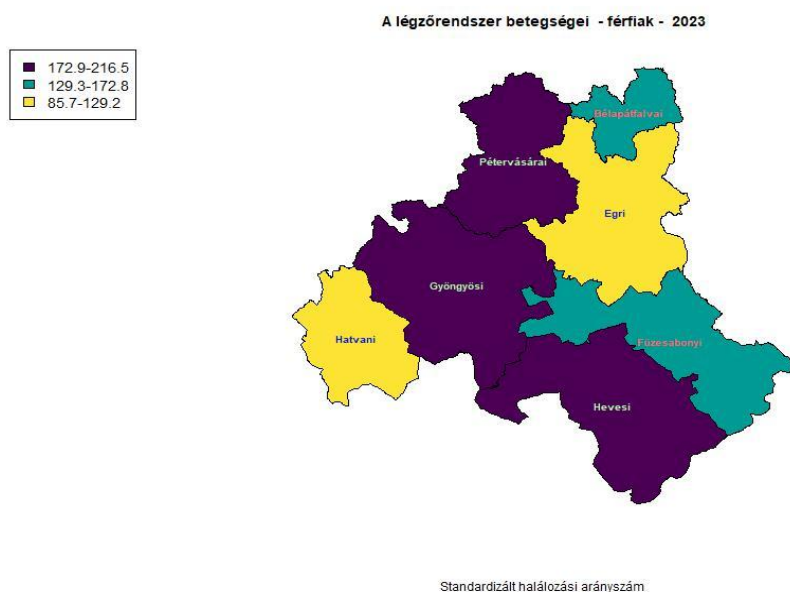 A légzőrendszer betegségei - férfiak - 2023
172.9-216.5
129.3-172.8
85.7-129.2
Bélapátfalvai
Pétervásárai
Egri
Gyöngyösi
Hatvani
Füzesabonyi
Hevesi
Standardizált halálozási arányszám